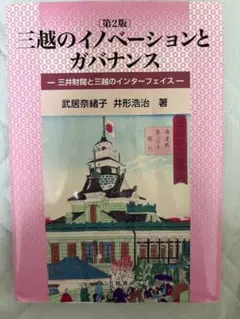 〔第2版〕
三越のイノベーションと
ガバナンス
― 三井財閥と三越のインターフェイス ―
武居奈緒子 井形浩治 著